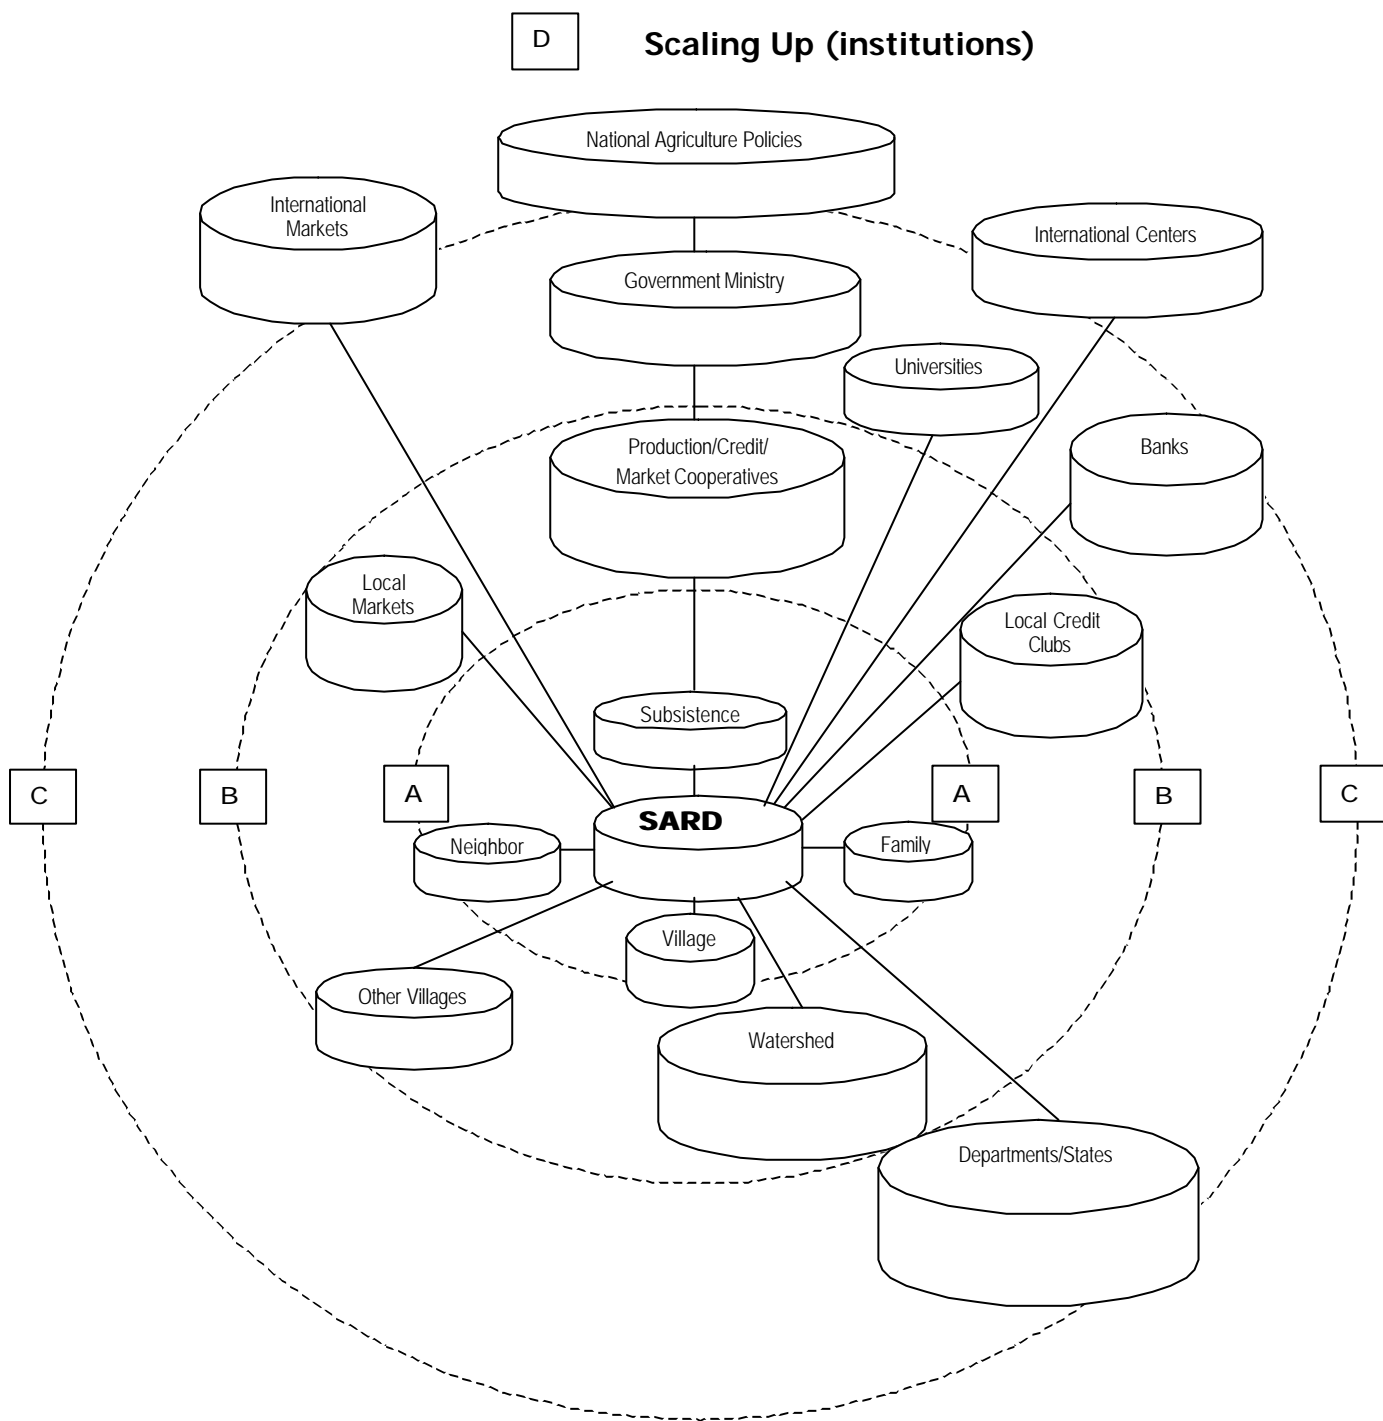 D
Scaling Up (institutions)
National Agriculture Policies
International
Markets
International Centers
Government Ministry
Universities
Production/Credit/
Market Cooperatives
Banks
Local
Markets
Local Credit
Clubs
Subsistence
C
B
A
SARD
A
B
C
Neighbor
Family
Village
Other Villages
Watershed
Departments/States